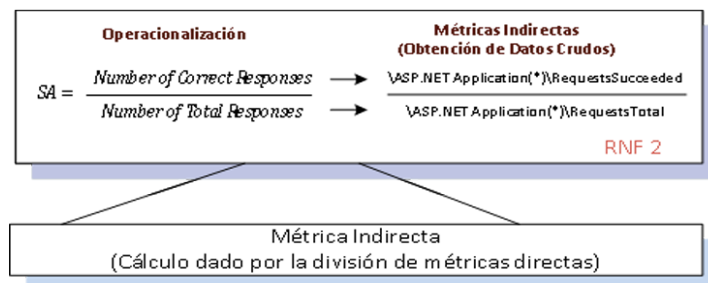 Operacionalización
Métricas Indirectas
(Obtención de Datos Crudos)
SA = Number of Correct Responses / Number of Total Responses
\ASP.NET Application(*)\RequestsSucceeded
\ASP.NET Application(*)\RequestsTotal
RNF 2
Métrica Indirecta
(Cálculo dado por la división de métricas directas)